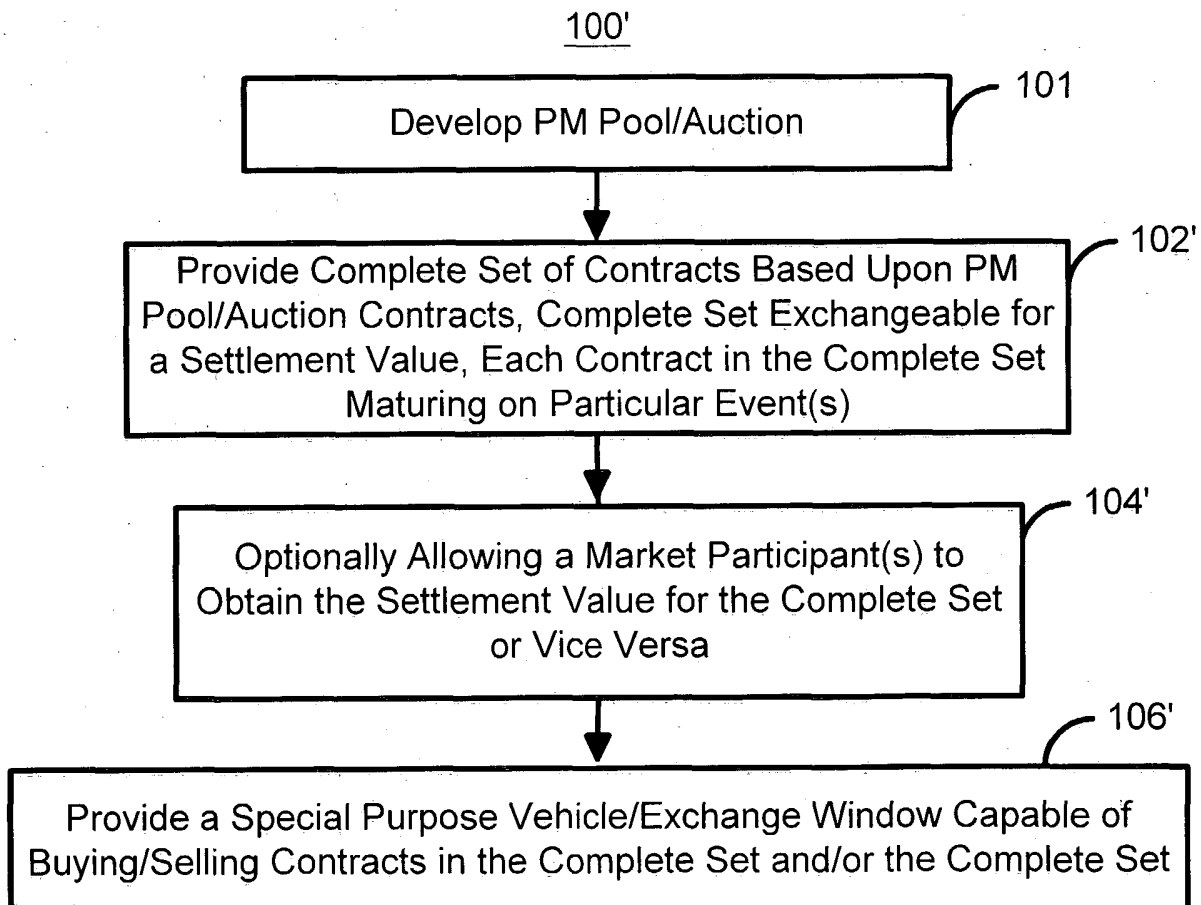 100'
101
Develop PM Pool/Auction
102'
Provide Complete Set of Contracts Based Upon PM
Pool/Auction Contracts, Complete Set Exchangeable for
a Settlement Value, Each Contract in the Complete Set
Maturing on Particular Event(s)
104'
Optionally Allowing a Market Participant(s) to
Obtain the Settlement Value for the Complete Set
or Vice Versa
106'
Provide a Special Purpose Vehicle/Exchange Window Capable of
Buying/Selling Contracts in the Complete Set and/or the Complete Set